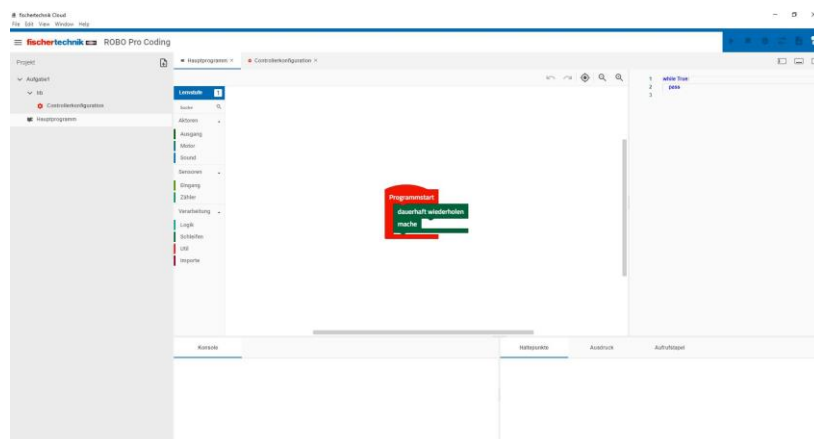 fischertechnik Cloud
File Edit View Window Help
fischertechnik ROBO Pro Coding
Projekt
Aufgabe1
lib
Controllerkonfiguration
Hauptprogramm
Hauptprogramm ×
Controllerkonfiguration ×
Lernstufe 1
Suche
Aktoren
Ausgang
Motor
Sound
Sensoren
Eingang
Zähler
Verarbeitung
Logik
Schleifen
Util
Importe
Programmstart
dauerhaft wiederholen
mache
1 while True:
2 pass
3
Konsole
Haltepunkte
Ausdruck
Aufrufstapel